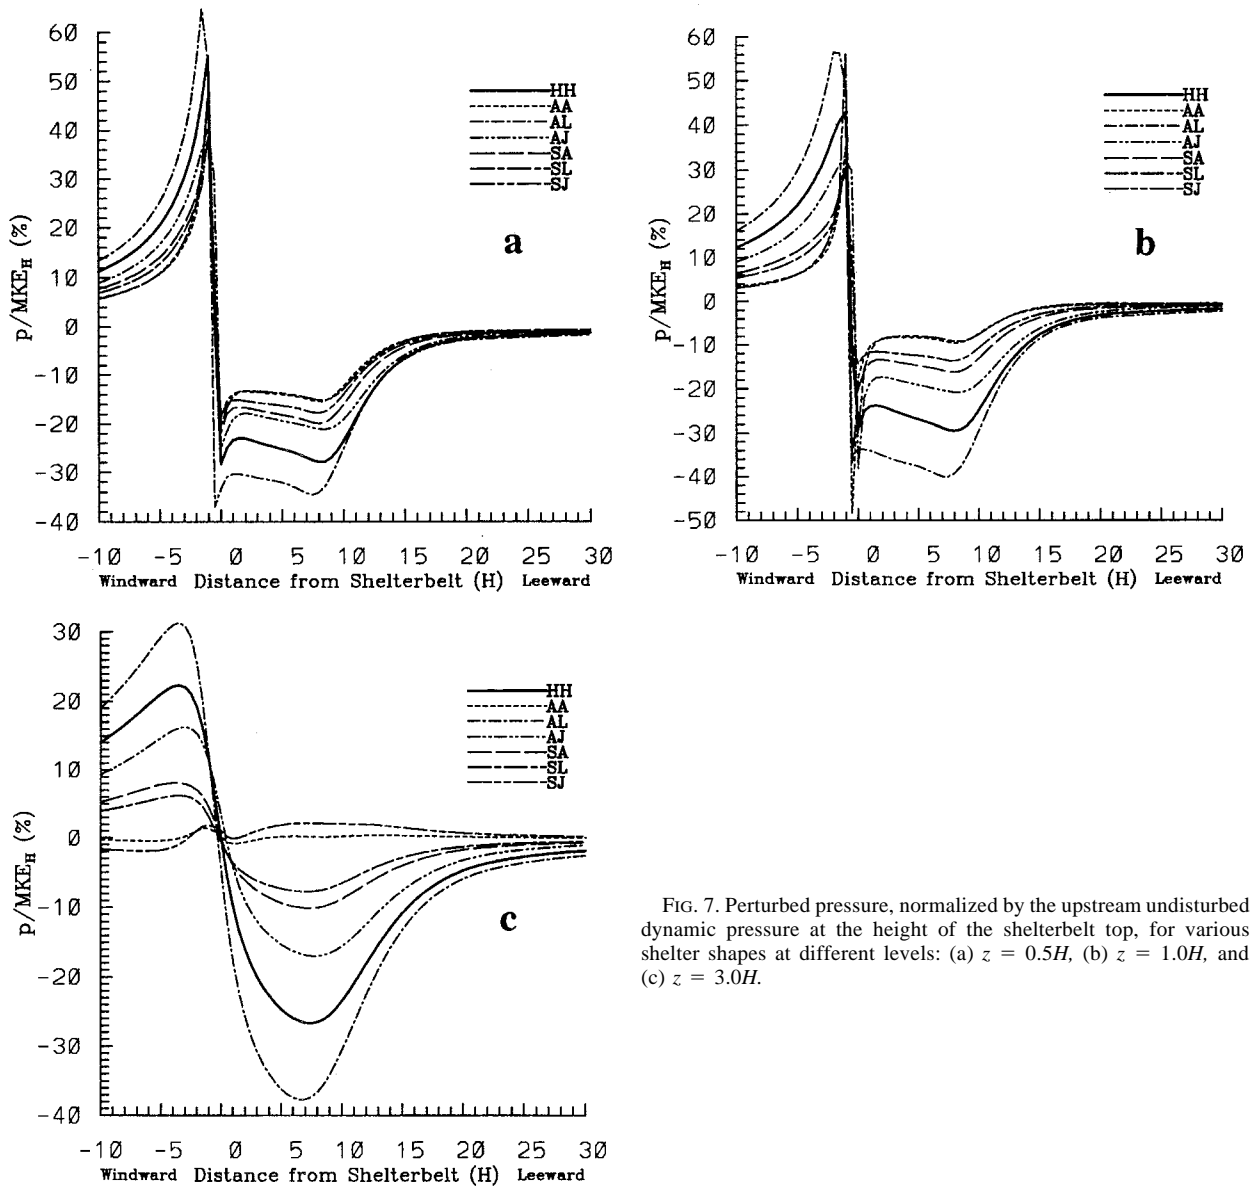 60
50
40
30
20
10
0
-10
-20
-30
-40
p/MKE_H (%)
HH
AA
AL
AJ
SA
SL
SJ
a
-10 -5 0 5 10 15 20 25 30
Windward Distance from Shelterbelt (H) Leeward
60
50
40
30
20
10
0
-10
-20
-30
-40
-50
p/MKE_H (%)
HH
AA
AL
AJ
SA
SL
SJ
b
-10 -5 0 5 10 15 20 25 30
Windward Distance from Shelterbelt (H) Leeward
30
20
10
0
-10
-20
-30
-40
p/MKE_H (%)
HH
AA
AL
AJ
SA
SL
SJ
c
-10 -5 0 5 10 15 20 25 30
Windward Distance from Shelterbelt (H) Leeward
FIG. 7. Perturbed pressure, normalized by the upstream undisturbed
dynamic pressure at the height of the shelterbelt top, for various
shelter shapes at different levels: (a) z = 0.5H, (b) z = 1.0H, and
(c) z = 3.0H.